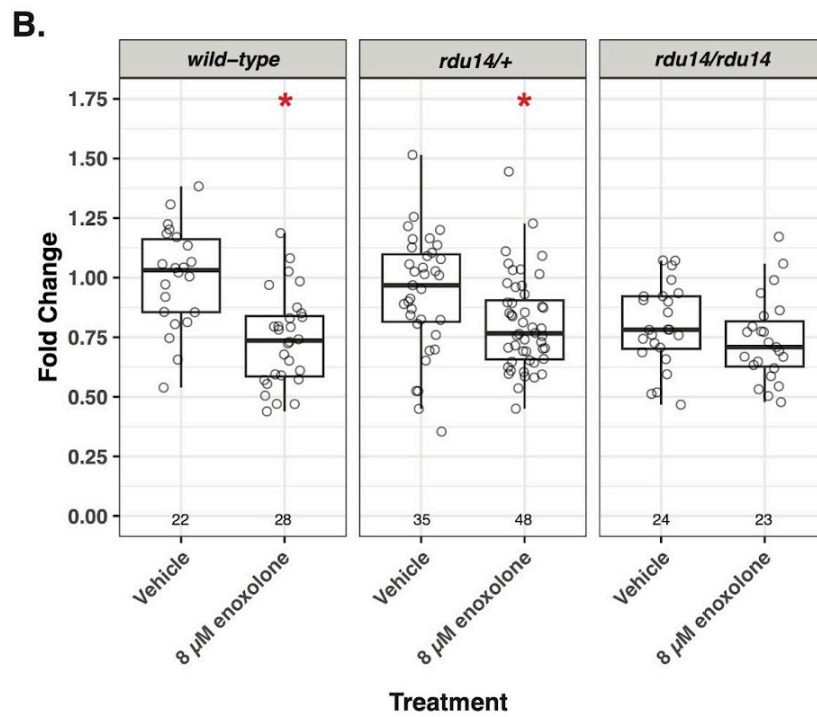 B.
wild–type rdu14/+ rdu14/rdu14
1.75 * *
1.50
1.25
1.00
0.75
0.50
0.25
0.00
22 28 35 48 24 23
Fold Change
Vehicle 8 µM enoxolone Vehicle 8 µM enoxolone Vehicle 8 µM enoxolone
Treatment